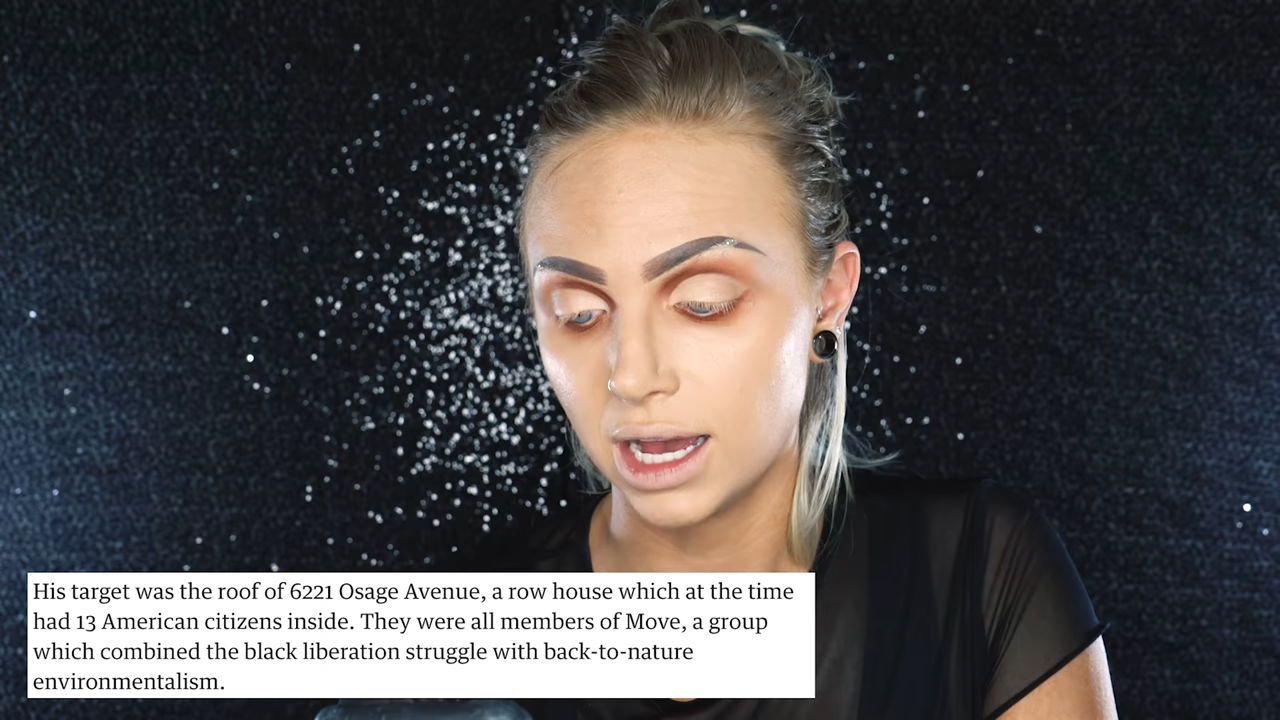 His target was the roof of 6221 Osage Avenue, a row house which at the time
had 13 American citizens inside. They were all members of Move, a group
which combined the black liberation struggle with back-to-nature
environmentalism.